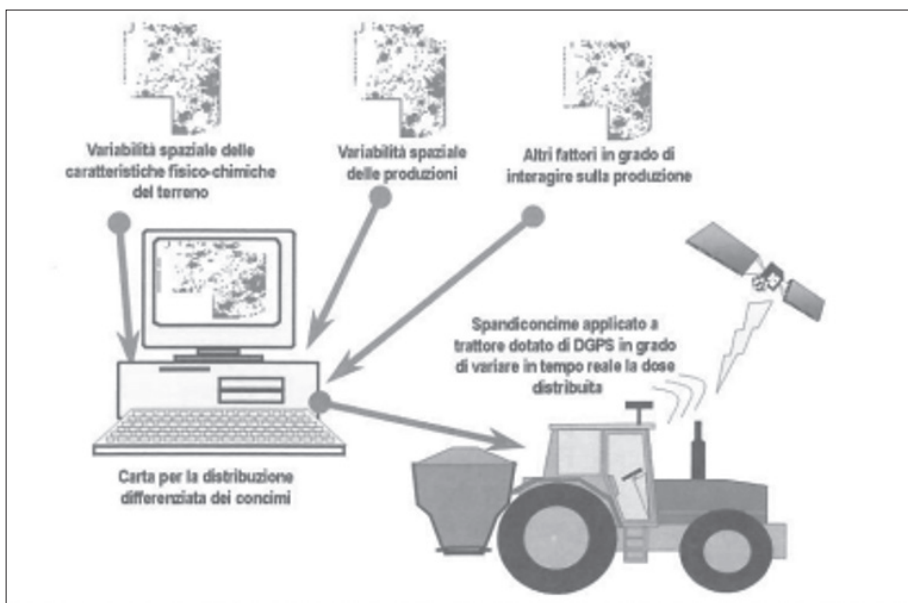 Variabilità spaziale delle
caratteristiche fisico-chimiche
del terreno
Variabilità spaziale
delle produzioni
Altri fattori in grado di
interagire sulla produzione
Spandiconcime applicato a
trattore dotato di DGPS in grado
di variare in tempo reale la dose
distribuita
Carta per la distribuzione
differenziata dei concimi